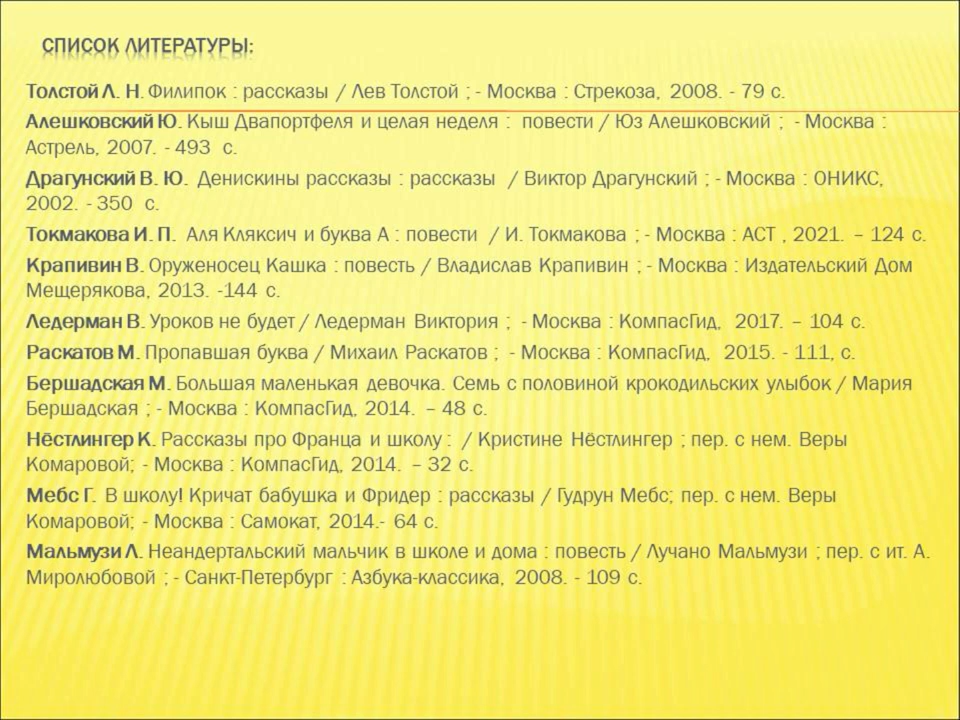 СПИСОК ЛИТЕРАТУРЫ:
Толстой Л. Н. Филипок : рассказы / Лев Толстой ; - Москва : Стрекоза, 2008. - 79 с.
Алешковский Ю. Кыш Двапортфеля и целая неделя : повести / Юз Алешковский ; - Москва :
Астрель, 2007. - 493 с.
Драгунский В. Ю. Денискины рассказы : рассказы / Виктор Драгунский ; - Москва : ОНИКС,
2002. - 350 с.
Токмакова И. П. Аля Кляксич и буква А : повести / И. Токмакова ; - Москва : АСТ , 2021. – 124 с.
Крапивин В. Оруженосец Кашка : повесть / Владислав Крапивин ; - Москва : Издательский Дом
Мещерякова, 2013. -144 с.
Ледерман В. Уроков не будет / Ледерман Виктория ; - Москва : КомпасГид, 2017. – 104 с.
Раскатов М. Пропавшая буква / Михаил Раскатов ; - Москва : КомпасГид, 2015. - 111, с.
Бершадская М. Большая маленькая девочка. Семь с половиной крокодильских улыбок / Мария
Бершадская ; - Москва : КомпасГид, 2014. – 48 с.
Нёстлингер К. Рассказы про Франца и школу : / Кристине Нёстлингер ; пер. с нем. Веры
Комаровой; - Москва : КомпасГид, 2014. – 32 с.
Мебс Г. В школу! Кричат бабушка и Фридер : рассказы / Гудрун Мебс; пер. с нем. Веры
Комаровой; - Москва : Самокат, 2014.- 64 с.
Мальмузи Л. Неандертальский мальчик в школе и дома : повесть / Лучано Мальмузи ; пер. с ит. А.
Миролюбовой ; - Санкт-Петербург : Азбука-классика, 2008. - 109 с.